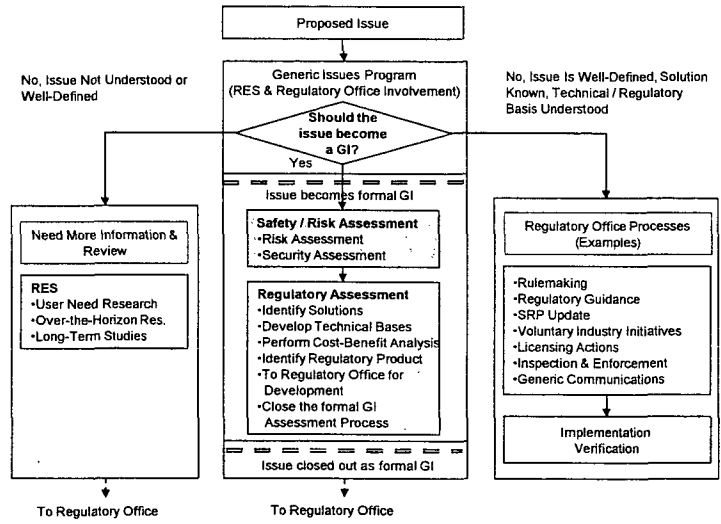 Proposed Issue
Generic Issues Program
(RES & Regulatory Office Involvement)
No, Issue Not Understood or
Well-Defined
No, Issue Is Well-Defined, Solution
Known, Technical / Regulatory
Basis Understood
Should the
issue become
a GI?
Yes
Issue becomes formal GI
Need More Information &
Review
RES
•User Need Research
•Over-the-Horizon Res.
•Long-Term Studies
Safety / Risk Assessment
•Risk Assessment
•Security Assessment
Regulatory Assessment
•Identify Solutions
•Develop Technical Bases
•Perform Cost-Benefit Analysis
•Identify Regulatory Product
•To Regulatory Office for
Development
•Close the formal GI
Assessment Process
Issue closed out as formal GI
Regulatory Office Processes
(Examples)
•Rulemaking
•Regulatory Guidance
•SRP Update
•Voluntary Industry Initiatives
•Licensing Actions
•Inspection & Enforcement
•Generic Communications
Implementation
Verification
To Regulatory Office
To Regulatory Office